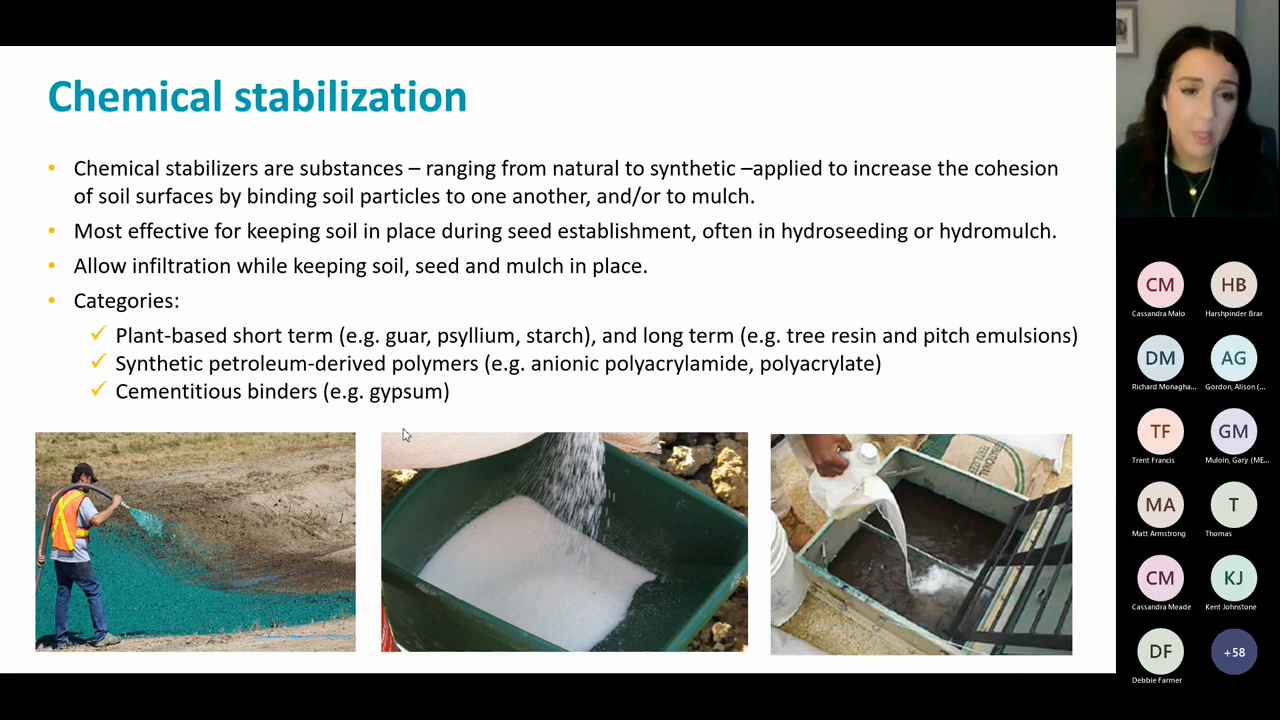 Chemical stabilization
• Chemical stabilizers are substances – ranging from natural to synthetic –applied to increase the cohesion
of soil surfaces by binding soil particles to one another, and/or to mulch.
• Most effective for keeping soil in place during seed establishment, often in hydroseeding or hydromulch.
• Allow infiltration while keeping soil, seed and mulch in place.
• Categories:
✓ Plant-based short term (e.g. guar, psyllium, starch), and long term (e.g. tree resin and pitch emulsions)
✓ Synthetic petroleum-derived polymers (e.g. anionic polyacrylamide, polyacrylate)
✓ Cementitious binders (e.g. gypsum)
CM HB
Cassandra Malo Harshpinder Brar
DM AG
Richard Monagha... Gordon, Alison (...
TF GM
Trent Francis Muloin, Gary (ME...
MA T
Matt Armstrong Thomas
CM KJ
Cassandra Meade Kent Johnstone
DF +58
Debbie Farmer